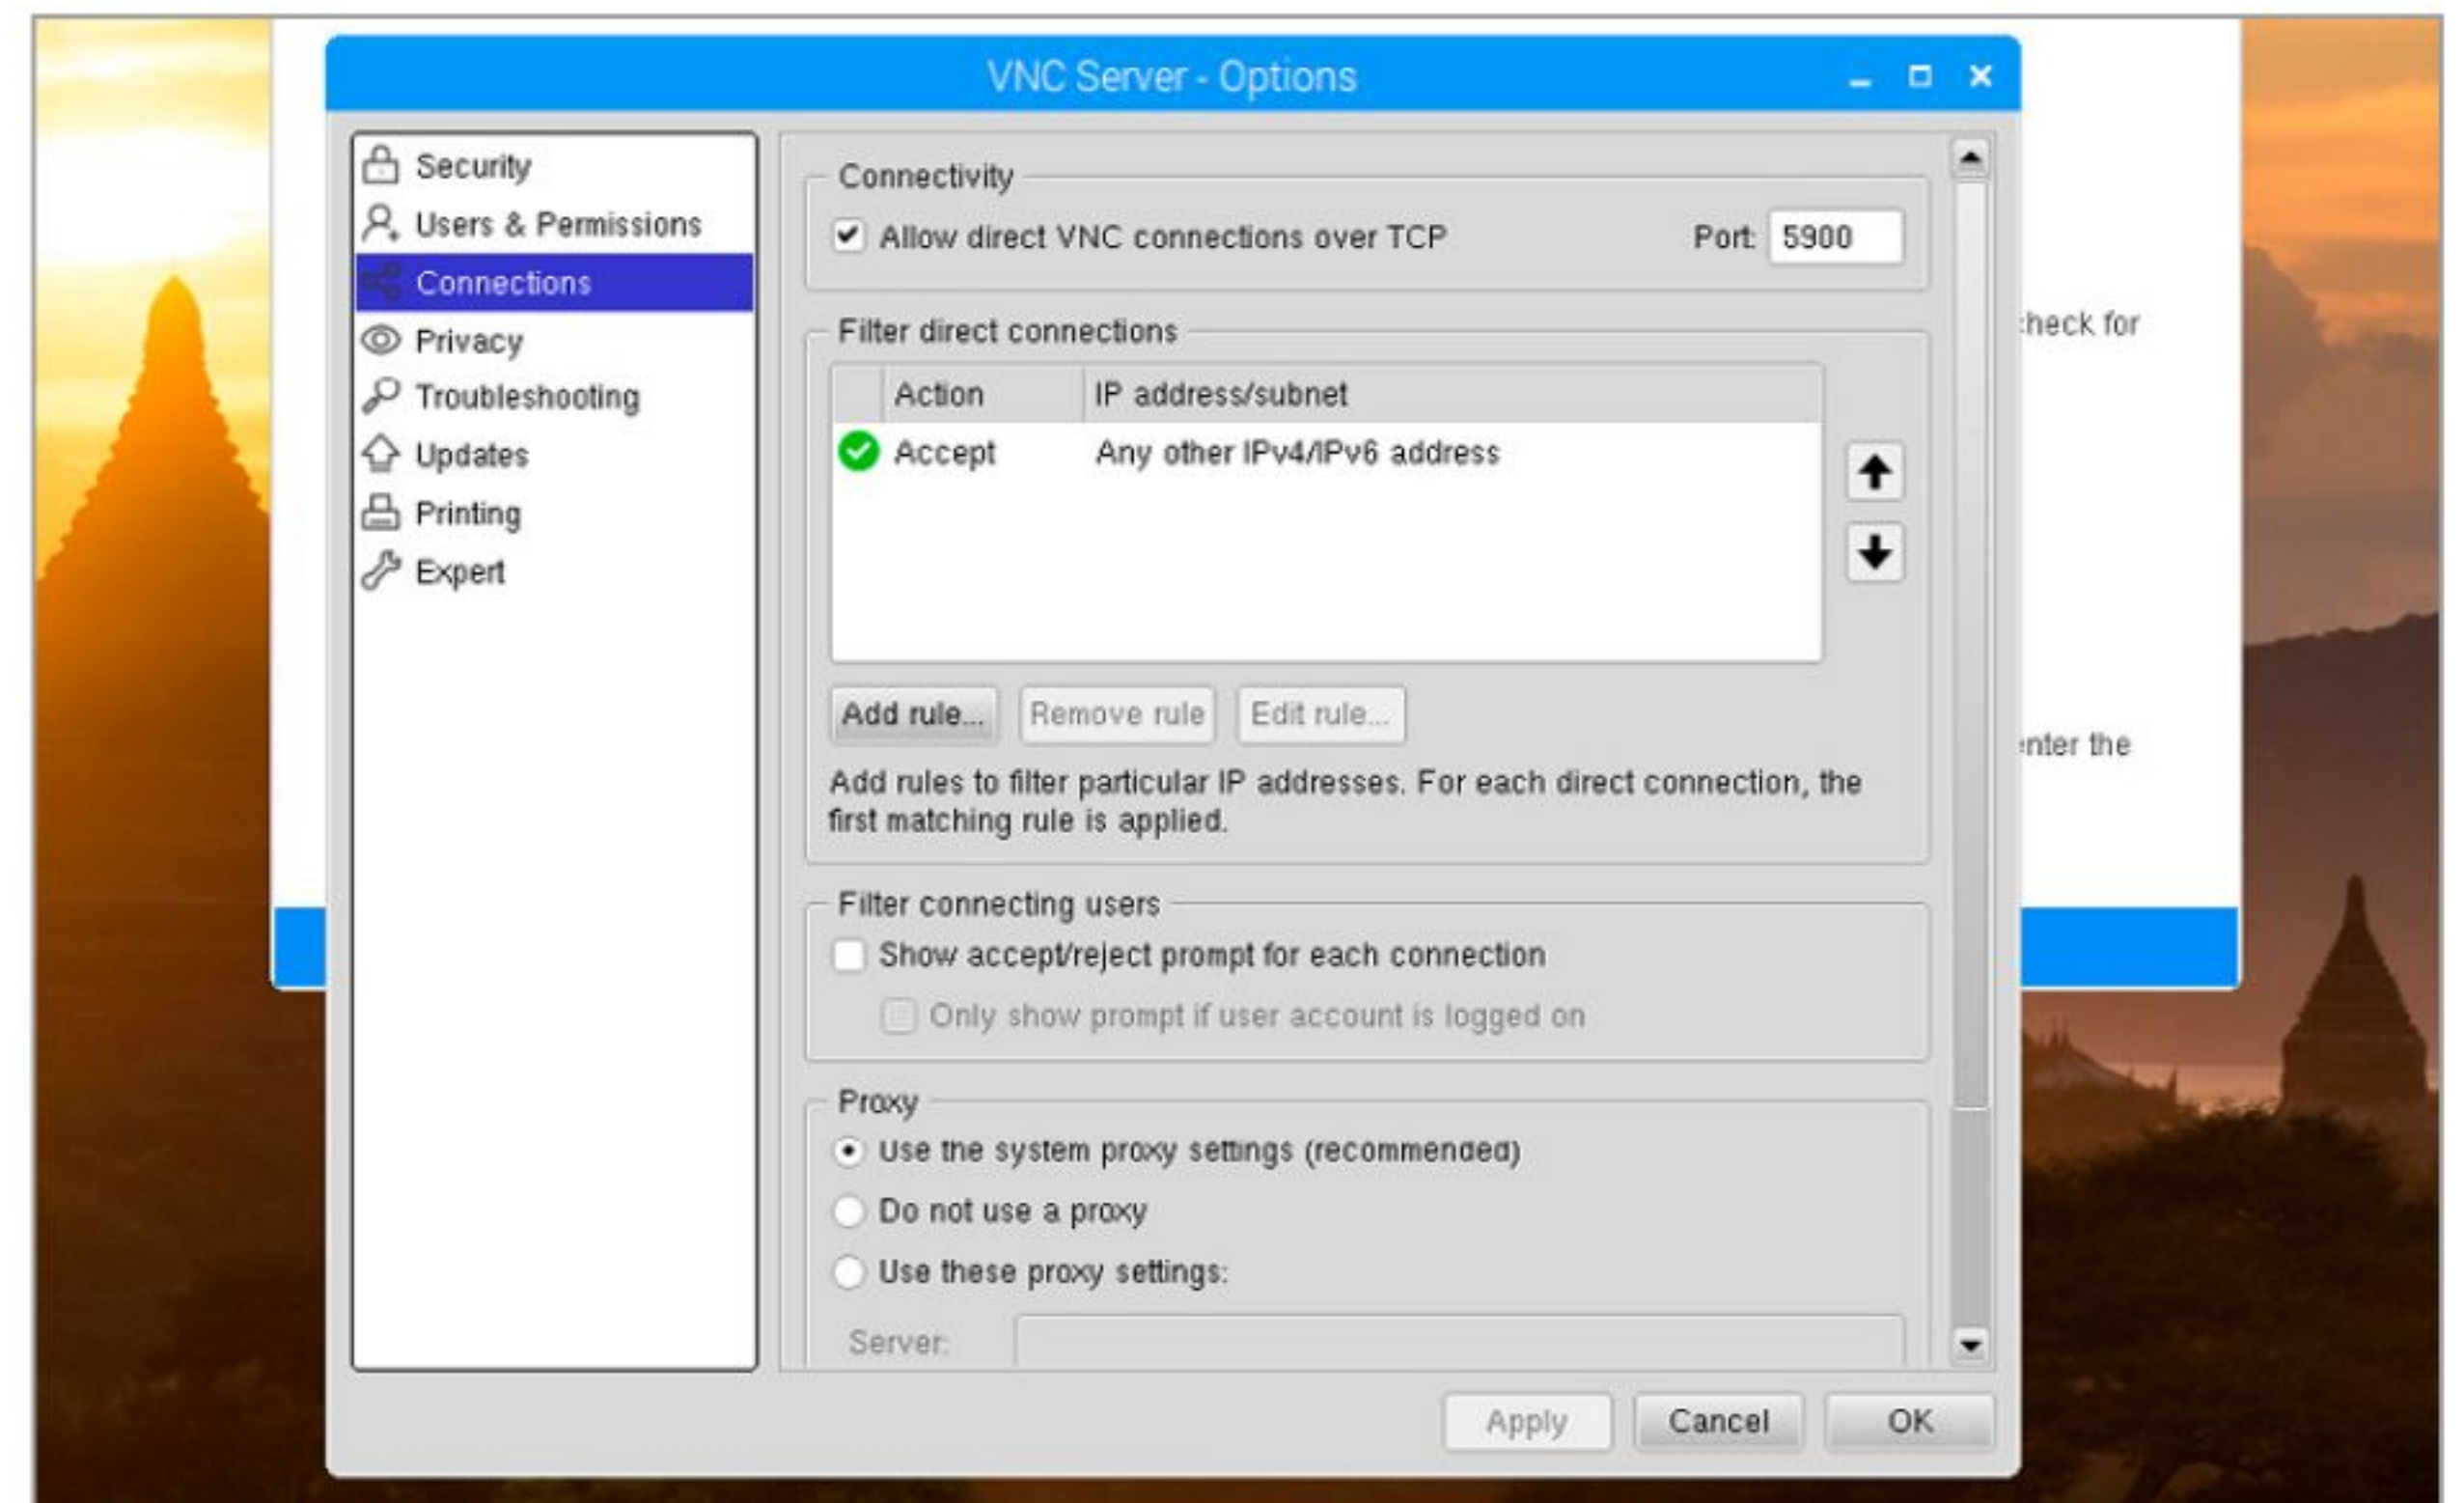 VNC Server - Options
Security
Users & Permissions
Connections
Privacy
Troubleshooting
Updates
Printing
Expert
Connectivity
Allow direct VNC connections over TCP
Port: 5900
Filter direct connections
Action IP address/subnet
Accept Any other IPv4/IPv6 address
Add rule... Remove rule Edit rule...
Add rules to filter particular IP addresses. For each direct connection, the
first matching rule is applied.
Filter connecting users
Show accept/reject prompt for each connection
Only show prompt if user account is logged on
Proxy
Use the system proxy settings (recommended)
Do not use a proxy
Use these proxy settings:
Server:
Apply Cancel OK
heck for
nter the